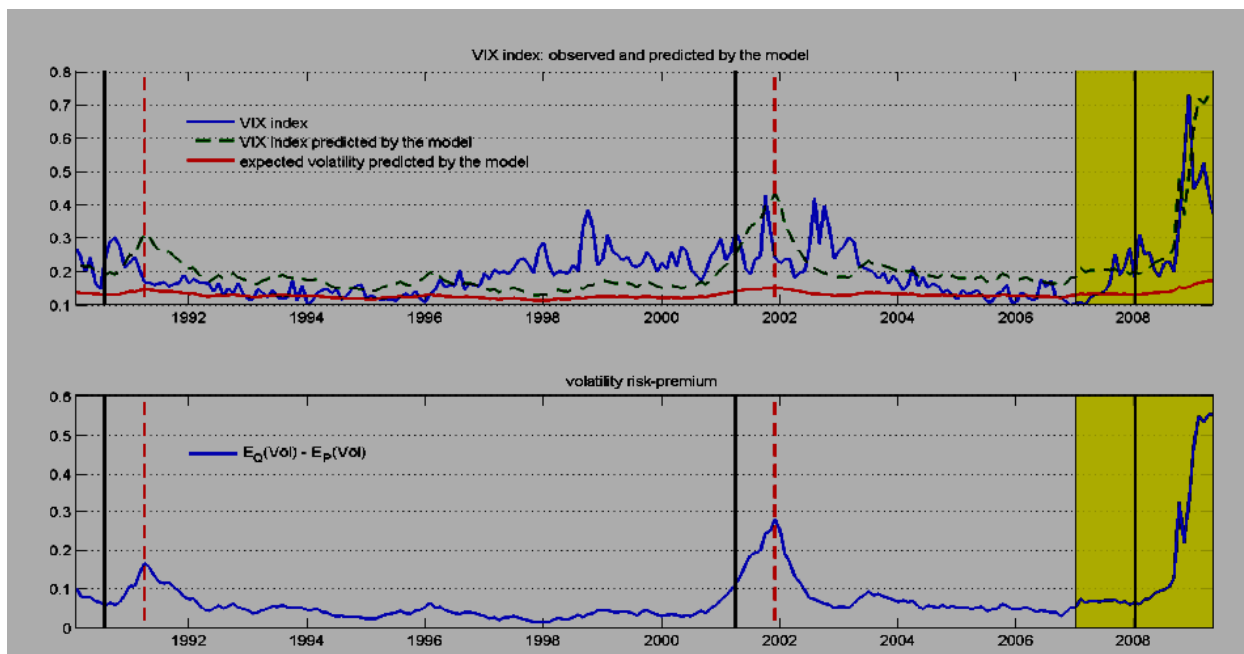 VIX index: observed and predicted by the model
0.8
0.7
0.6
0.5
0.4
0.3
0.2
0.1
VIX index
VIX index predicted by the model
expected volatility predicted by the model
1992 1994 1996 1998 2000 2002 2004 2006 2008
volatility risk-premium
0.6
0.5
0.4
0.3
0.2
0.1
0
E_Q(Vol) - E_P(Vol)
1992 1994 1996 1998 2000 2002 2004 2006 2008